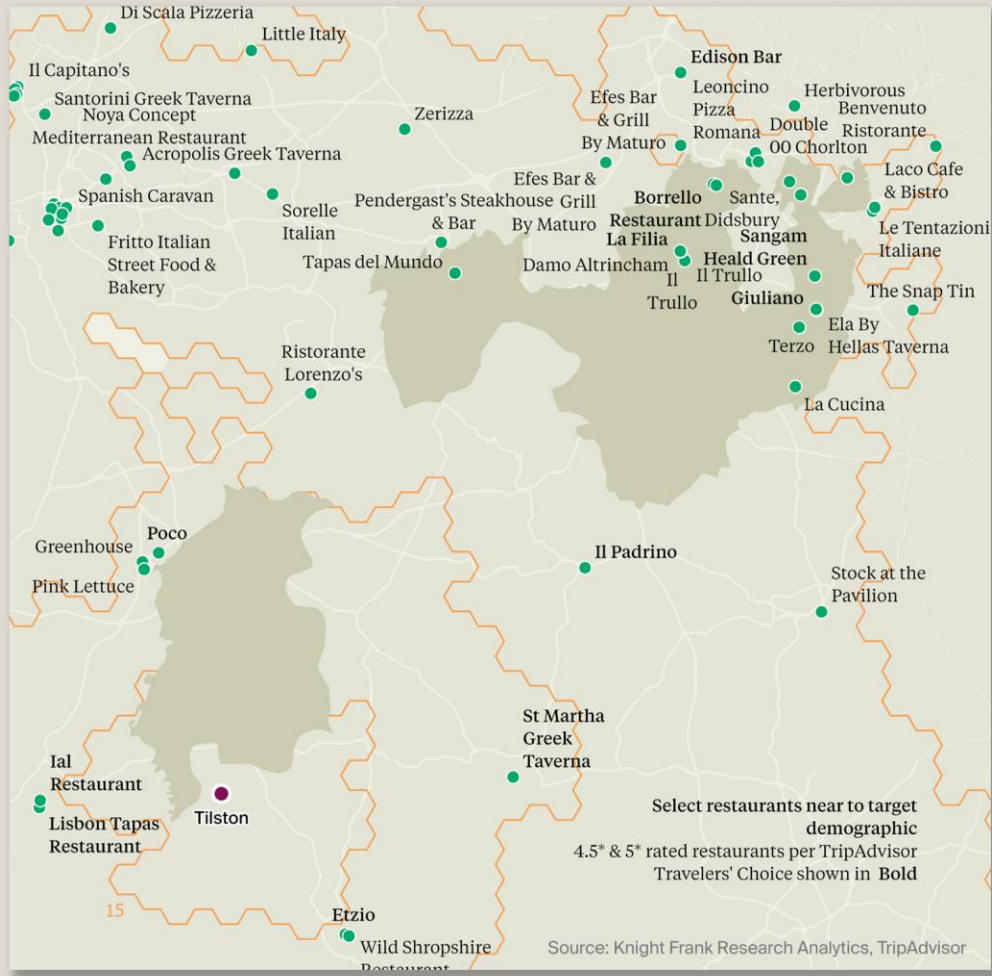 Di Scala Pizzeria
Little Italy
Il Capitano's
Santorini Greek Taverna
Noya Concept
Mediterranean Restaurant
Acropolis Greek Taverna
Spanish Caravan
Fritto Italian
Street Food &
Bakery
Sorelle
Italian
Zerizza
Pendergast's Steakhouse
& Bar
Tapas del Mundo
Efes Bar
& Grill
By Maturo
Efes Bar &
Grill
By Maturo
Edison Bar
Leoncino
Pizza
Romana
Herbivorous
Double
00 Chorlton
Benvenuto
Ristorante
Laco Cafe
& Bistro
Le Tentazioni
Italiane
Borrello
Restaurant
Sante,
Didsbury
La Filia
Damo Altrincham
Il
Trullo
Il Trullo
Sangam
Heald Green
Giuliano
The Snap Tin
Terzo
Ela By
Hellas Taverna
La Cucina
Ristorante
Lorenzo's
Poco
Greenhouse
Pink Lettuce
Il Padrino
Stock at the
Pavilion
St Martha
Greek
Taverna
Ial
Restaurant
Lisbon Tapas
Restaurant
Tilston
Select restaurants near to target
demographic
4.5* & 5* rated restaurants per TripAdvisor
Travelers' Choice shown in Bold
15
Etzio
Wild Shropshire
Restaurant
Source: Knight Frank Research Analytics, TripAdvisor